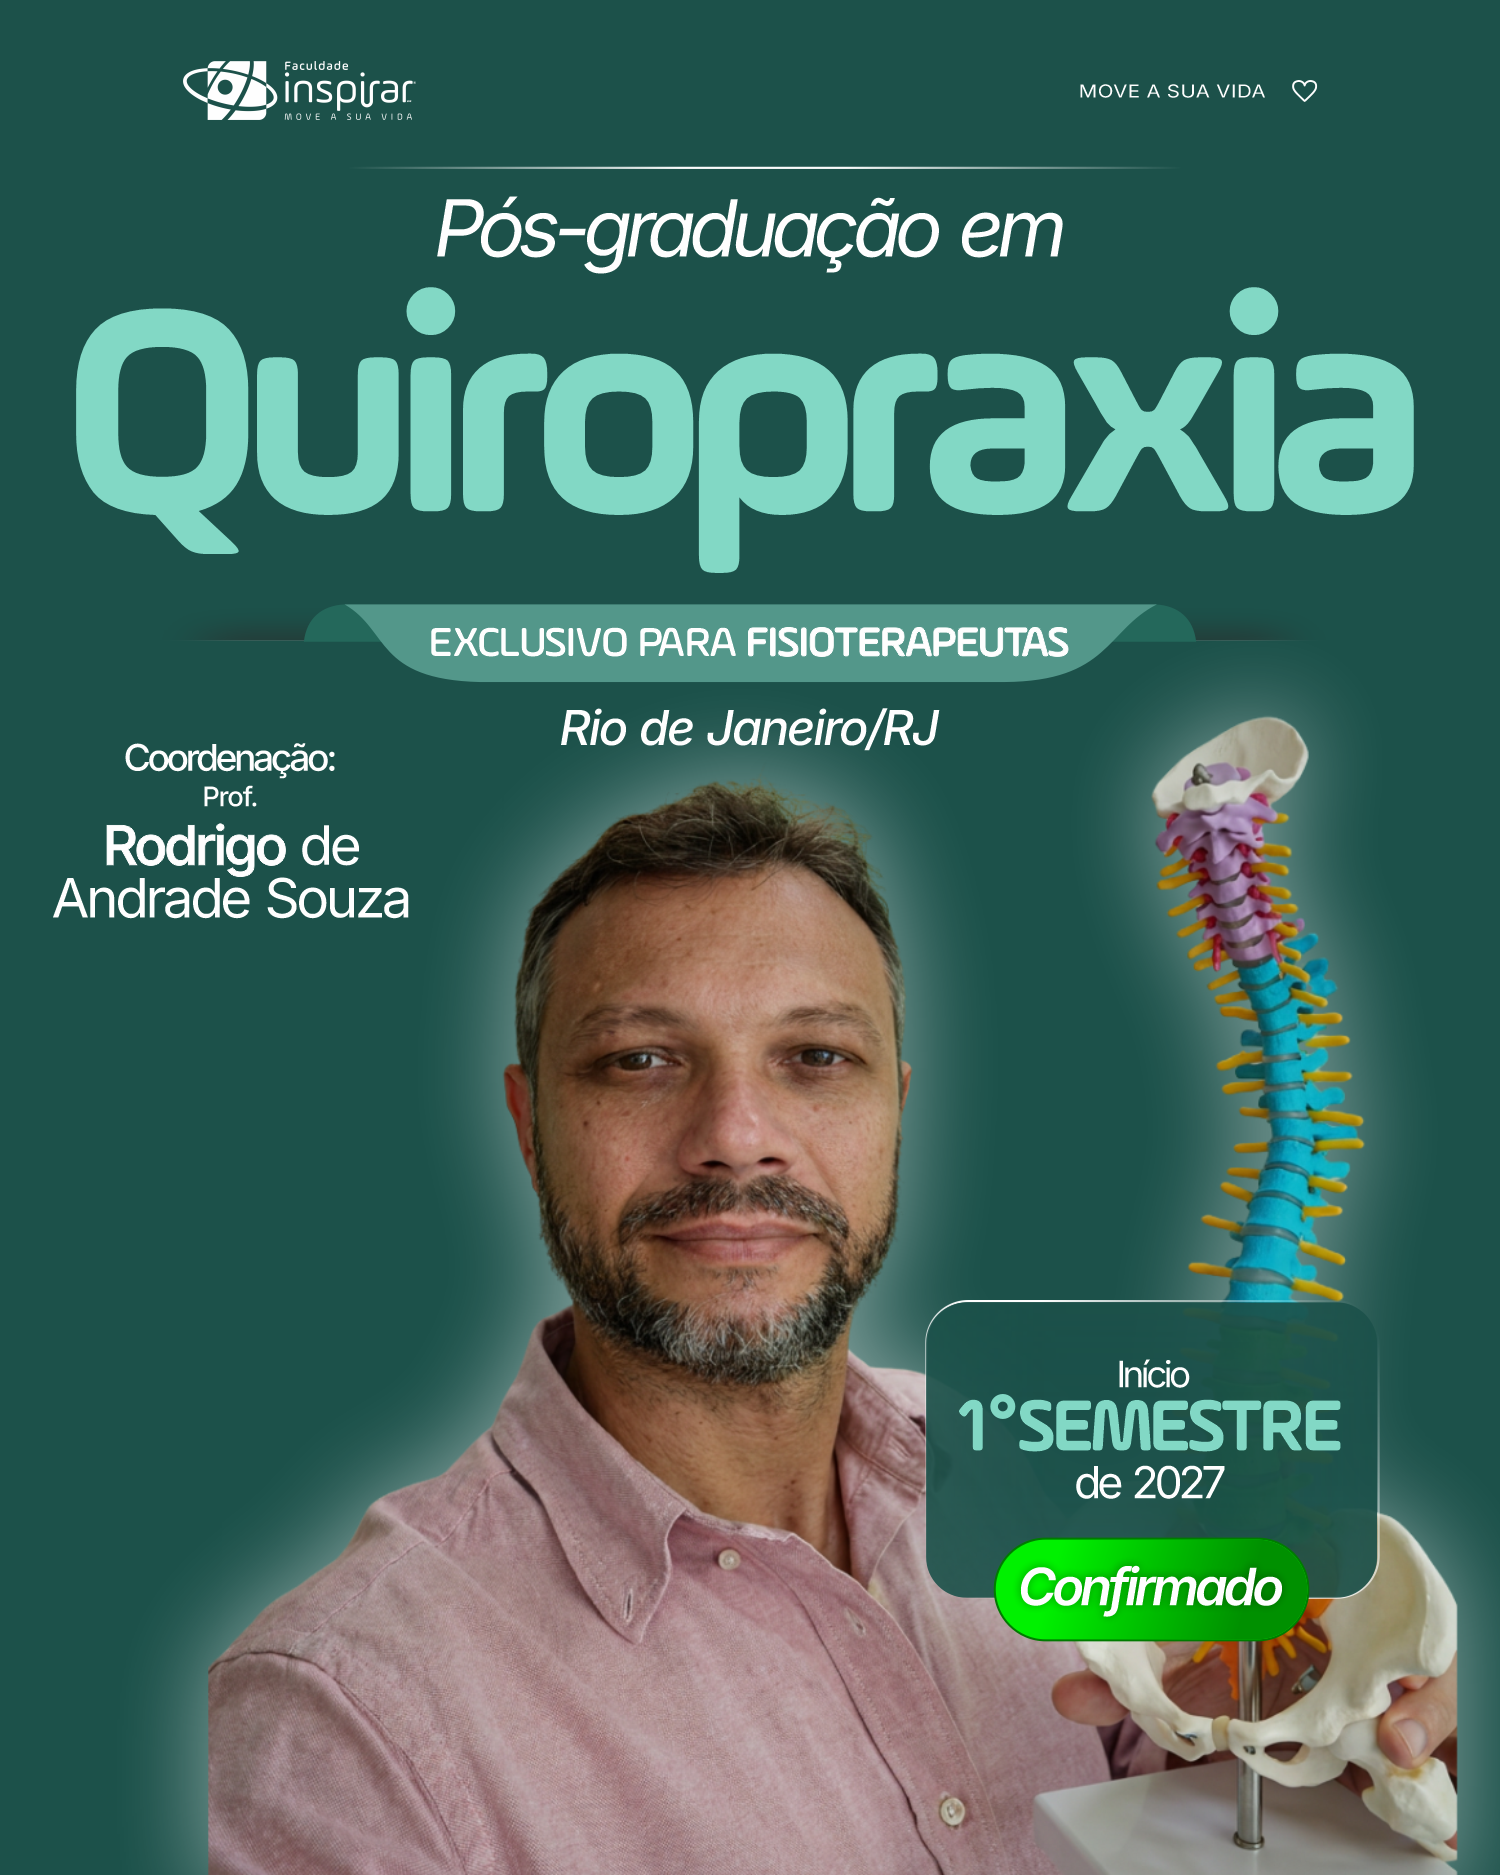 Faculdade
inspirar
MOVE A SUA VIDA
MOVE A SUA VIDA
Pós-graduação em
Quiropraxia
EXCLUSIVO PARA FISIOTERAPEUTAS
Rio de Janeiro/RJ
Coordenação:
Prof.
Rodrigo de
Andrade Souza
Início
1°SEMESTRE
de 2027
Confirmado